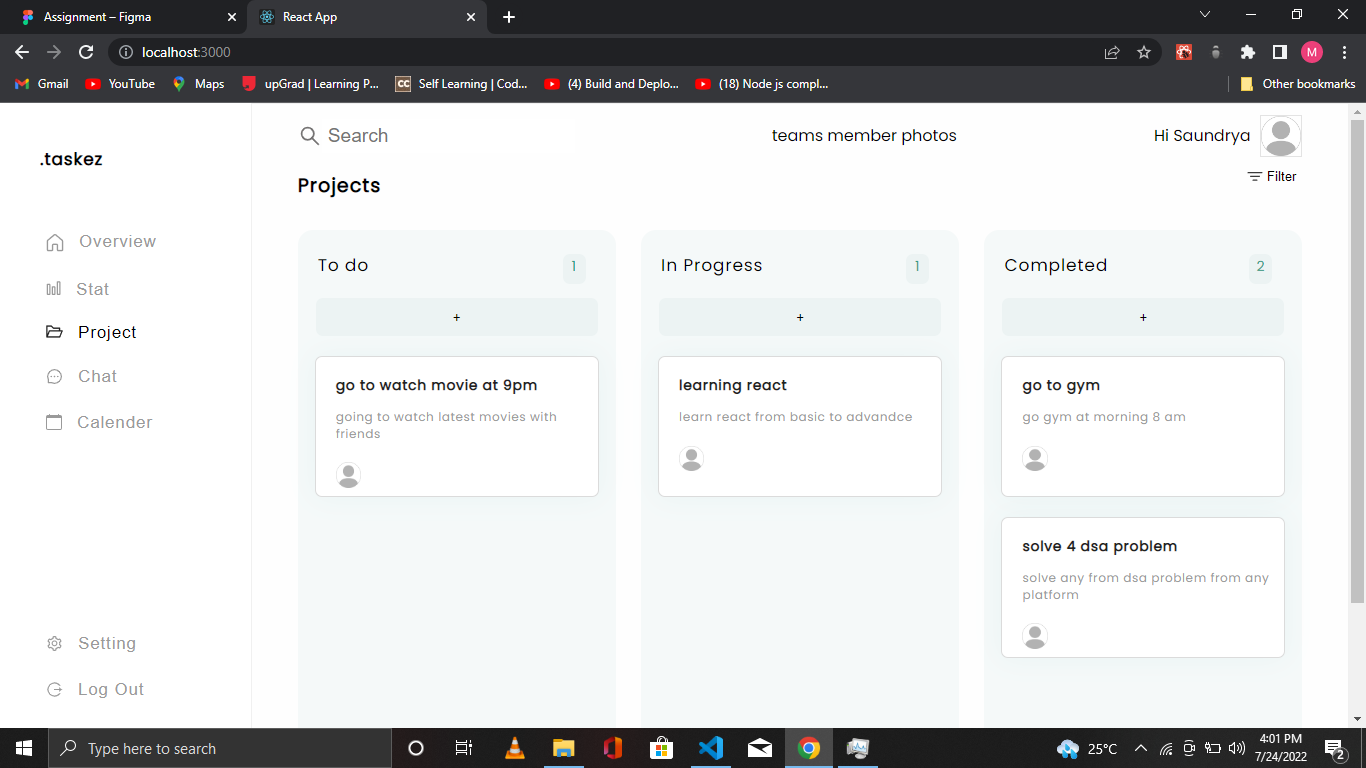 Assignment – Figma
React App
localhost:3000
Gmail
YouTube
Maps
upGrad | Learning P...
CC
Self Learning | Cod...
(4) Build and Deplo...
(18) Node js compl...
Other bookmarks
M
.taskez
Search
teams member photos
Hi Saundrya
Projects
Filter
Overview
Stat
Project
Chat
Calender
Setting
Log Out
To do
1
+
go to watch movie at 9pm
going to watch latest movies with
friends
In Progress
1
+
learning react
learn react from basic to advandce
Completed
2
+
go to gym
go gym at morning 8 am
solve 4 dsa problem
solve any from dsa problem from any
platform
Type here to search
25°C
4:01 PM
7/24/2022
2